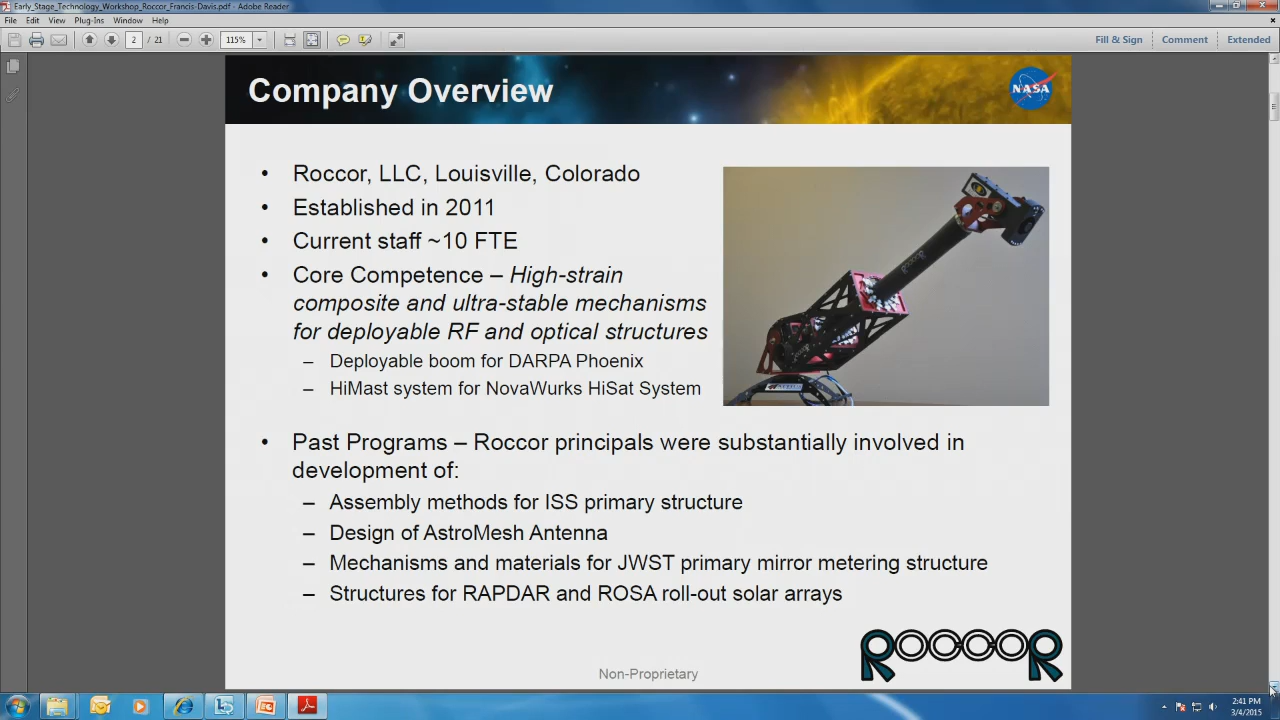 Early_Stage_Technology_Workshop_Roccor_Francis-Davis.pdf - Adobe Reader
File Edit View Plug-Ins Window Help
2 / 21 115% Fill & Sign Comment Extended
Company Overview
NASA
• Roccor, LLC, Louisville, Colorado
• Established in 2011
• Current staff ~10 FTE
• Core Competence – High-strain
composite and ultra-stable mechanisms
for deployable RF and optical structures
– Deployable boom for DARPA Phoenix
– HiMast system for NovaWurks HiSat System
• Past Programs – Roccor principals were substantially involved in
development of:
– Assembly methods for ISS primary structure
– Design of AstroMesh Antenna
– Mechanisms and materials for JWST primary mirror metering structure
– Structures for RAPDAR and ROSA roll-out solar arrays
ROCCOR
Non-Proprietary
2:41 PM
3/4/2015